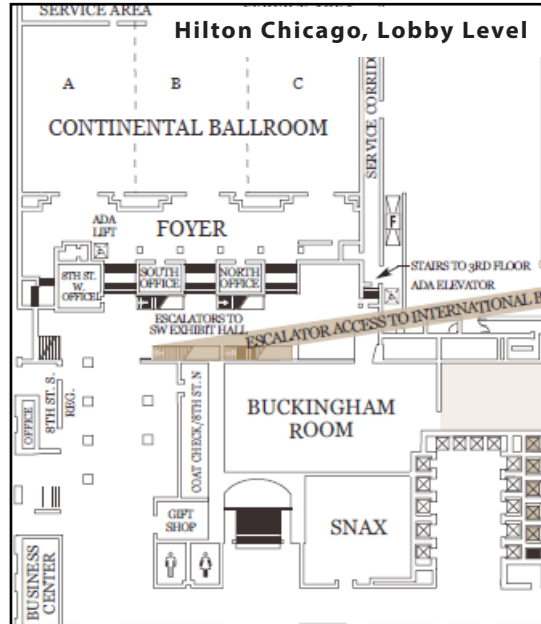 SERVICE AREA
Hilton Chicago, Lobby Level
A
B
C
CONTINENTAL BALLROOM
SERVICE CORRID
ADA
LIFT
FOYER
F
8TH ST.
W.
OFFICE
SOUTH
OFFICE
NORTH
OFFICE
STAIRS TO 3RD FLOOR
ADA ELEVATOR
ESCALATORS TO
SW EXHIBIT HALL
ESCALATOR ACCESS TO INTERNATIONAL B
OFFICE
8TH ST. S.
REG.
COAT CHECK/8TH ST. N
BUCKINGHAM
ROOM
GIFT
SHOP
SNAX
BUSINESS
CENTER